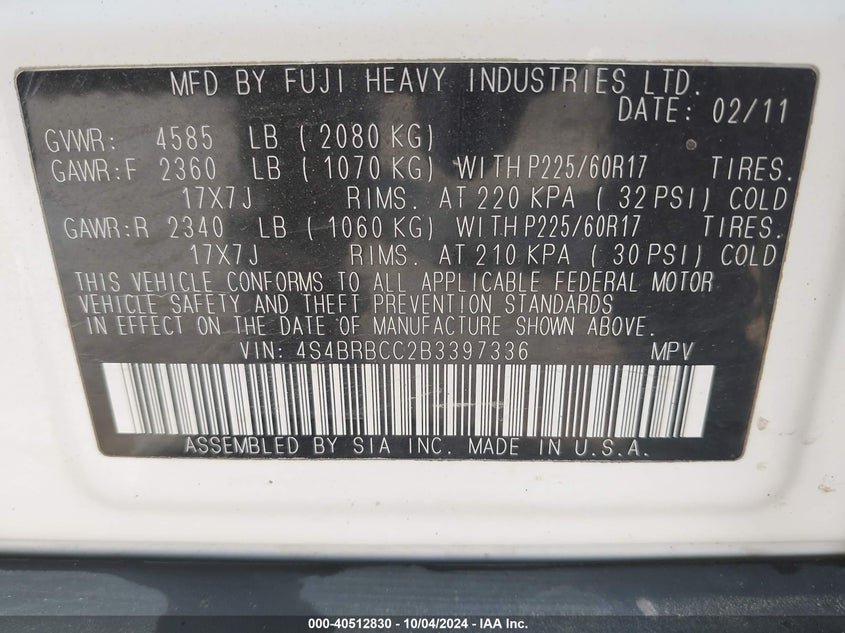 MFD BY FUJI HEAVY INDUSTRIES LTD.
DATE: 02/11
GVWR: 4585 LB ( 2080 KG)
GAWR:F 2360 LB ( 1070 KG) WITH P225/60R17 TIRES.
17X7J RIMS. AT 220 KPA ( 32 PSI) COLD
GAWR:R 2340 LB ( 1060 KG) WITH P225/60R17 TIRES.
17X7J RIMS. AT 210 KPA ( 30 PSI) COLD
THIS VEHICLE CONFORMS TO ALL APPLICABLE FEDERAL MOTOR
VEHICLE SAFETY AND THEFT PREVENTION STANDARDS
IN EFFECT ON THE DATE OF MANUFACTURE SHOWN ABOVE.
VIN: 4S4BRBCC2B3397336 MPV
ASSEMBLED BY SIA INC. MADE IN U.S.A.
000-40512830 - 10/04/2024 - IAA Inc.